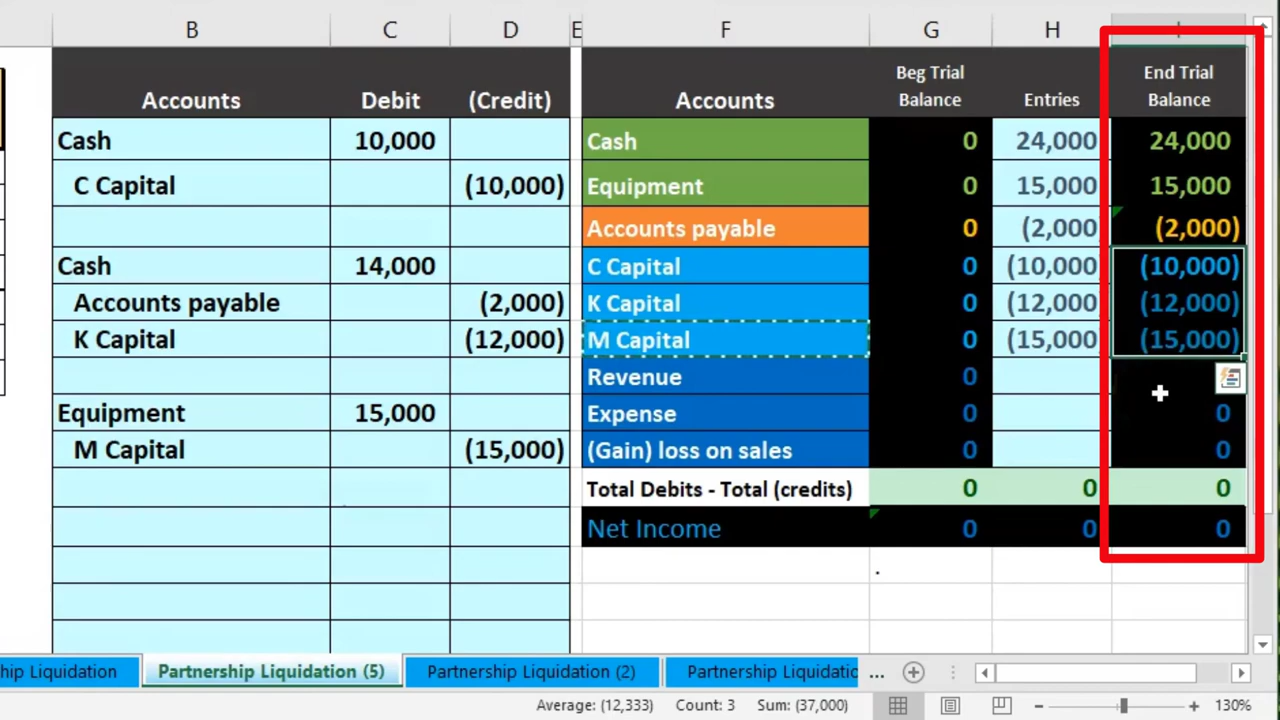 B C D E F G H I
Accounts Debit (Credit) Accounts Beg Trial Balance Entries End Trial Balance
Cash 10,000 Cash 0 24,000 24,000
C Capital (10,000) Equipment 0 15,000 15,000
Accounts payable 0 (2,000) (2,000)
Cash 14,000 C Capital 0 (10,000) (10,000)
Accounts payable (2,000) K Capital 0 (12,000) (12,000)
K Capital (12,000) M Capital 0 (15,000) (15,000)
Revenue 0
Equipment 15,000 Expense 0 0
M Capital (15,000) (Gain) loss on sales 0 0
Total Debits - Total (credits) 0 0 0
Net Income 0 0 0
.
hip Liquidation Partnership Liquidation (5) Partnership Liquidation (2) Partnership Liquidatio ...
Average: (12,333) Count: 3 Sum: (37,000) 130%